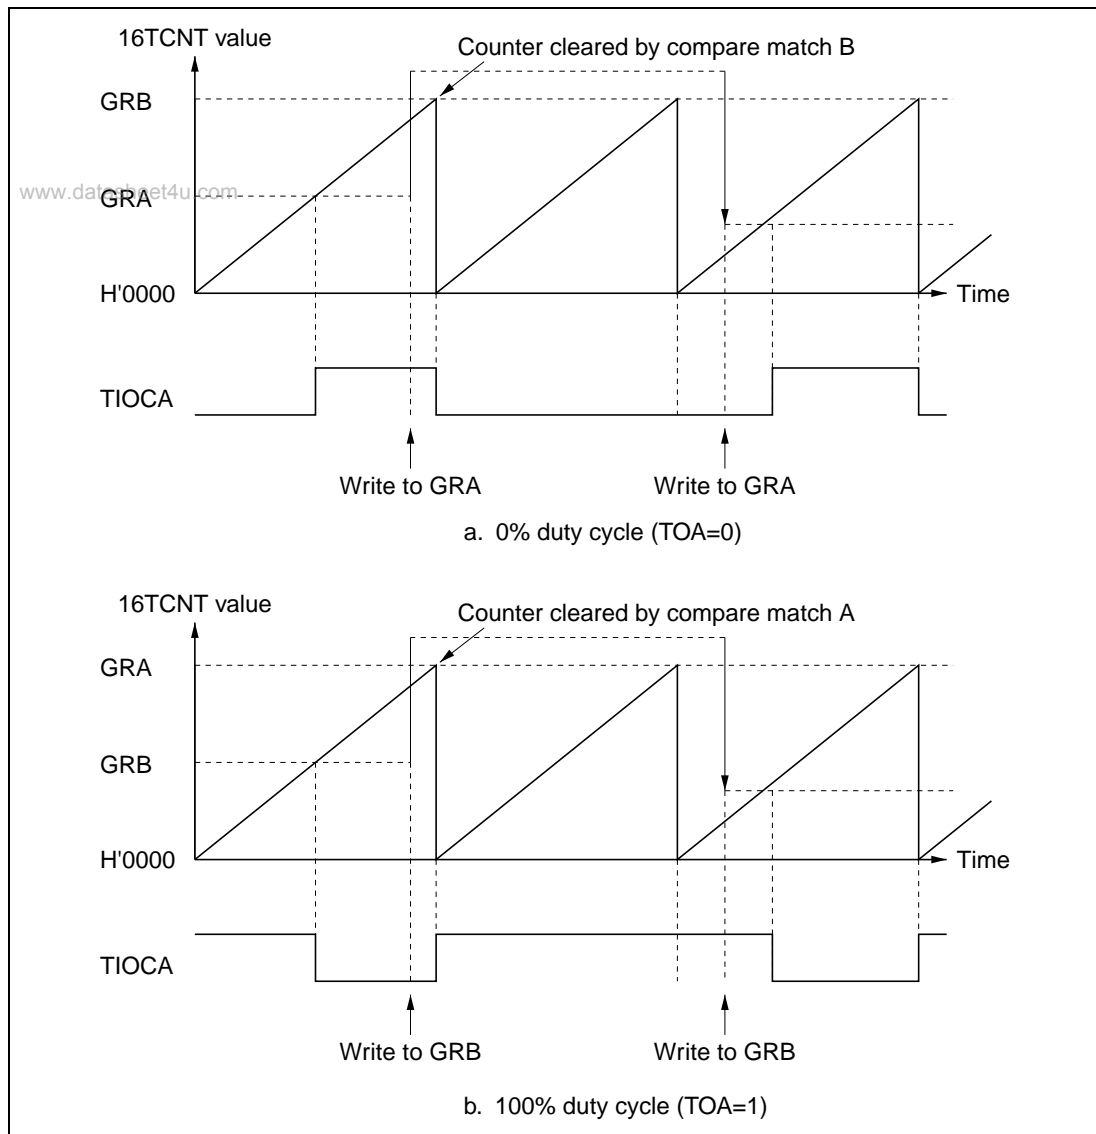 16TCNT value
Counter cleared by compare match B
GRB
www.datasheet4u.com
GRA
H'0000
Time
TIOCA
Write to GRA
Write to GRA
a. 0% duty cycle (TOA=0)
16TCNT value
Counter cleared by compare match A
GRA
GRB
H'0000
Time
TIOCA
Write to GRB
Write to GRB
b. 100% duty cycle (TOA=1)